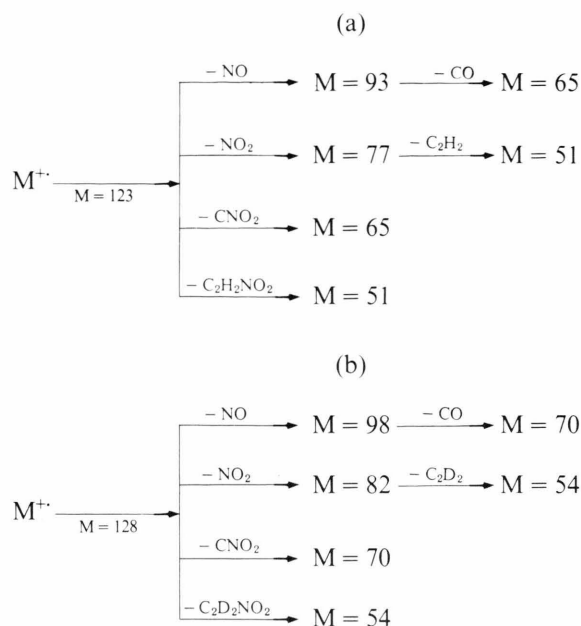 (a)
− NO M = 93 − CO M = 65
− NO₂ M = 77 − C₂H₂ M = 51
M⁺· M = 123
− CNO₂ M = 65
− C₂H₂NO₂ M = 51
(b)
− NO M = 98 − CO M = 70
− NO₂ M = 82 − C₂D₂ M = 54
M⁺· M = 128
− CNO₂ M = 70
− C₂D₂NO₂ M = 54